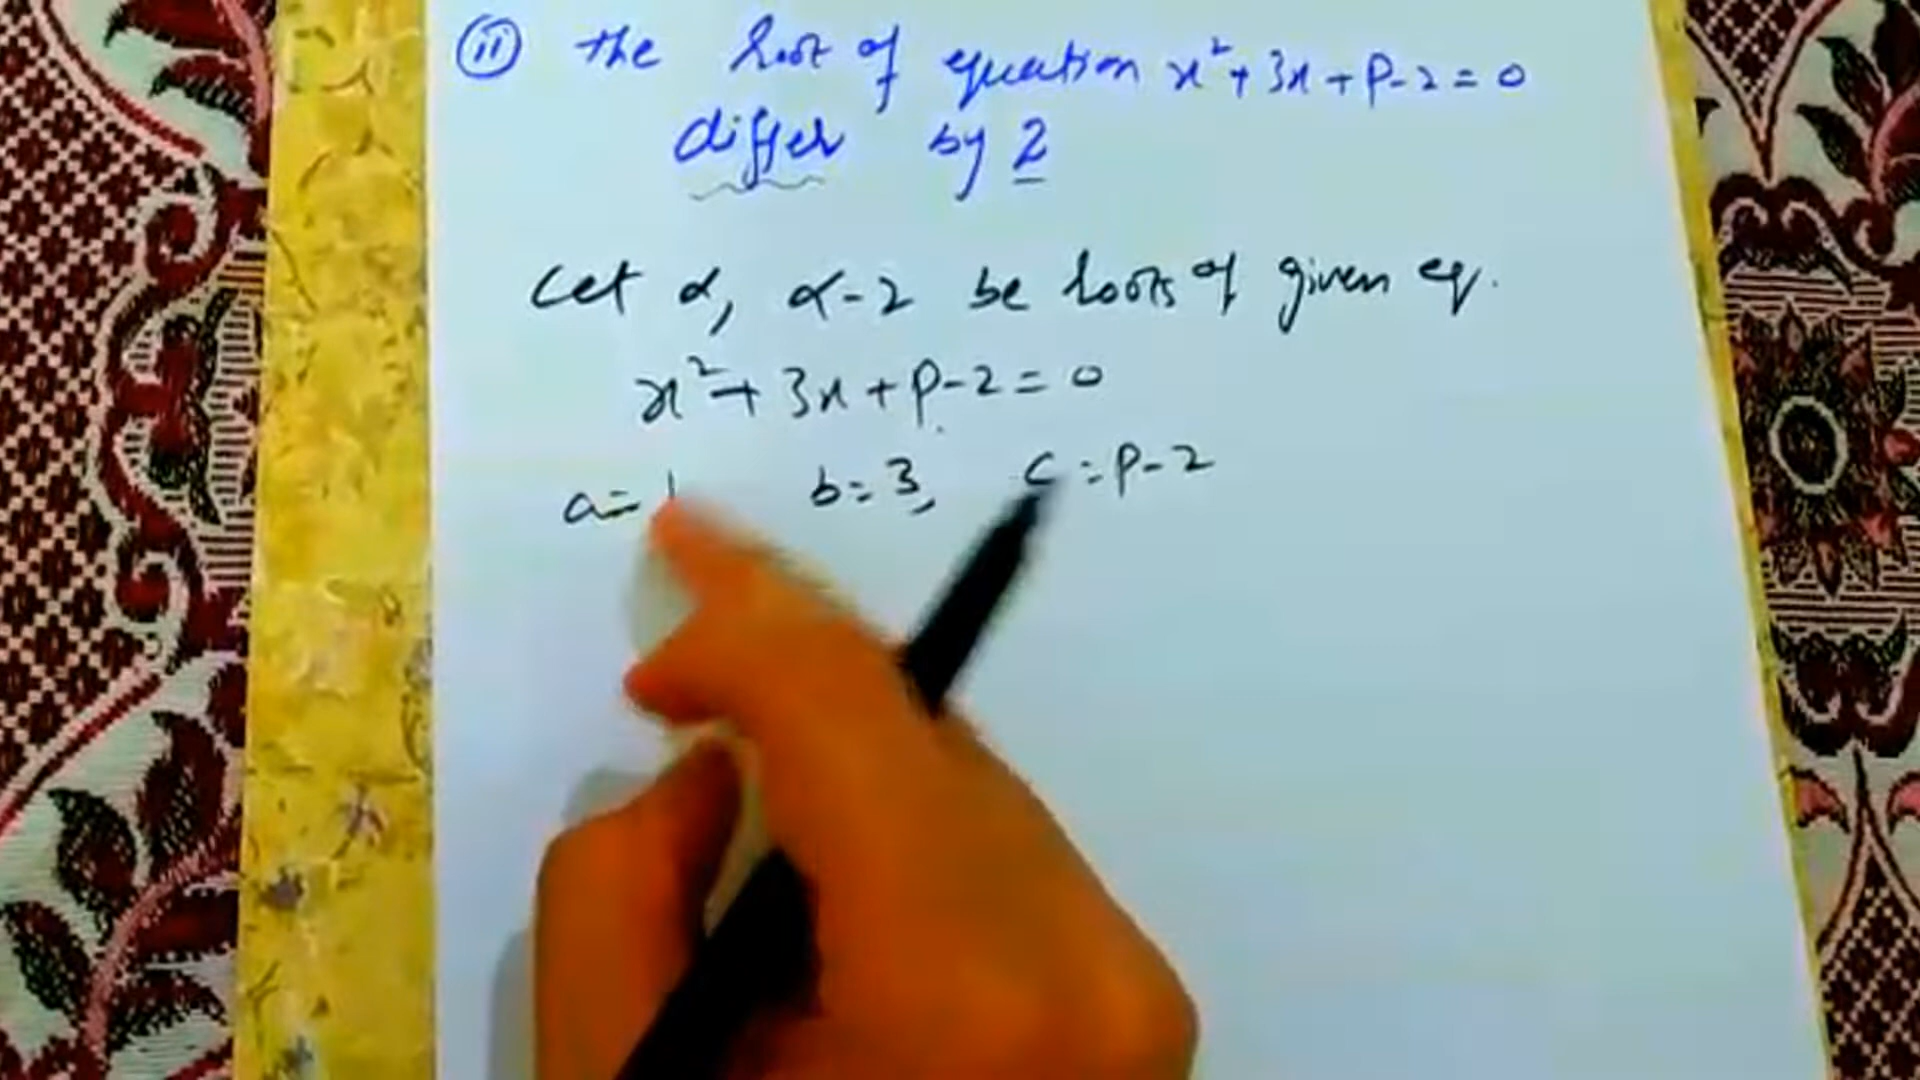 (ii) the root of equation x²+3x+P-2=0
differ by 2
Let α, α-2 be roots of given eq.
x²+3x+P-2=0
a=1 b=3, c=P-2